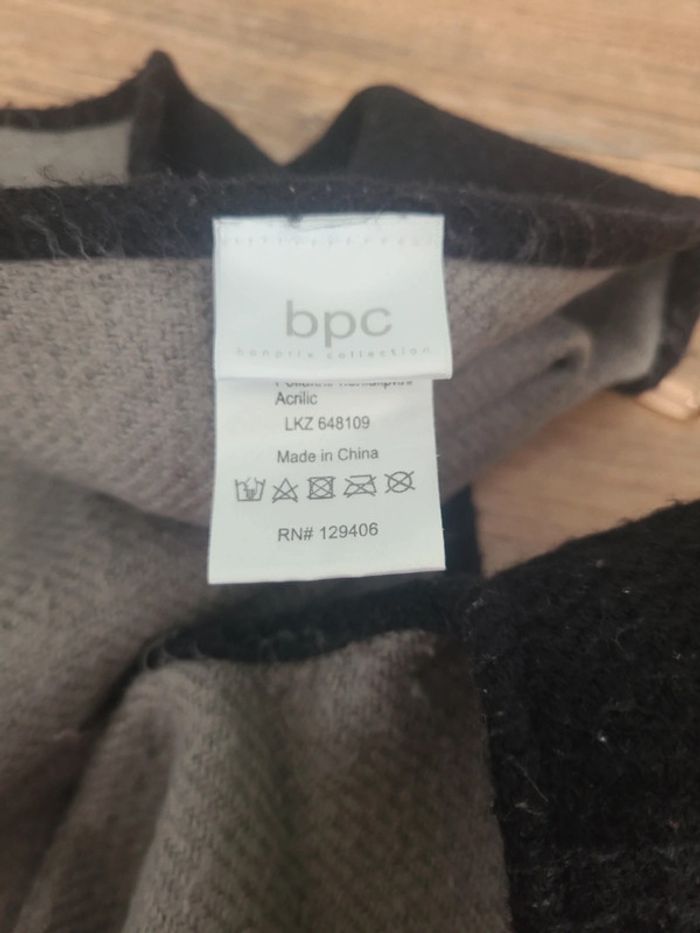 bpc
bonprix collection
Acrilic
LKZ 648109
Made in China
RN# 129406